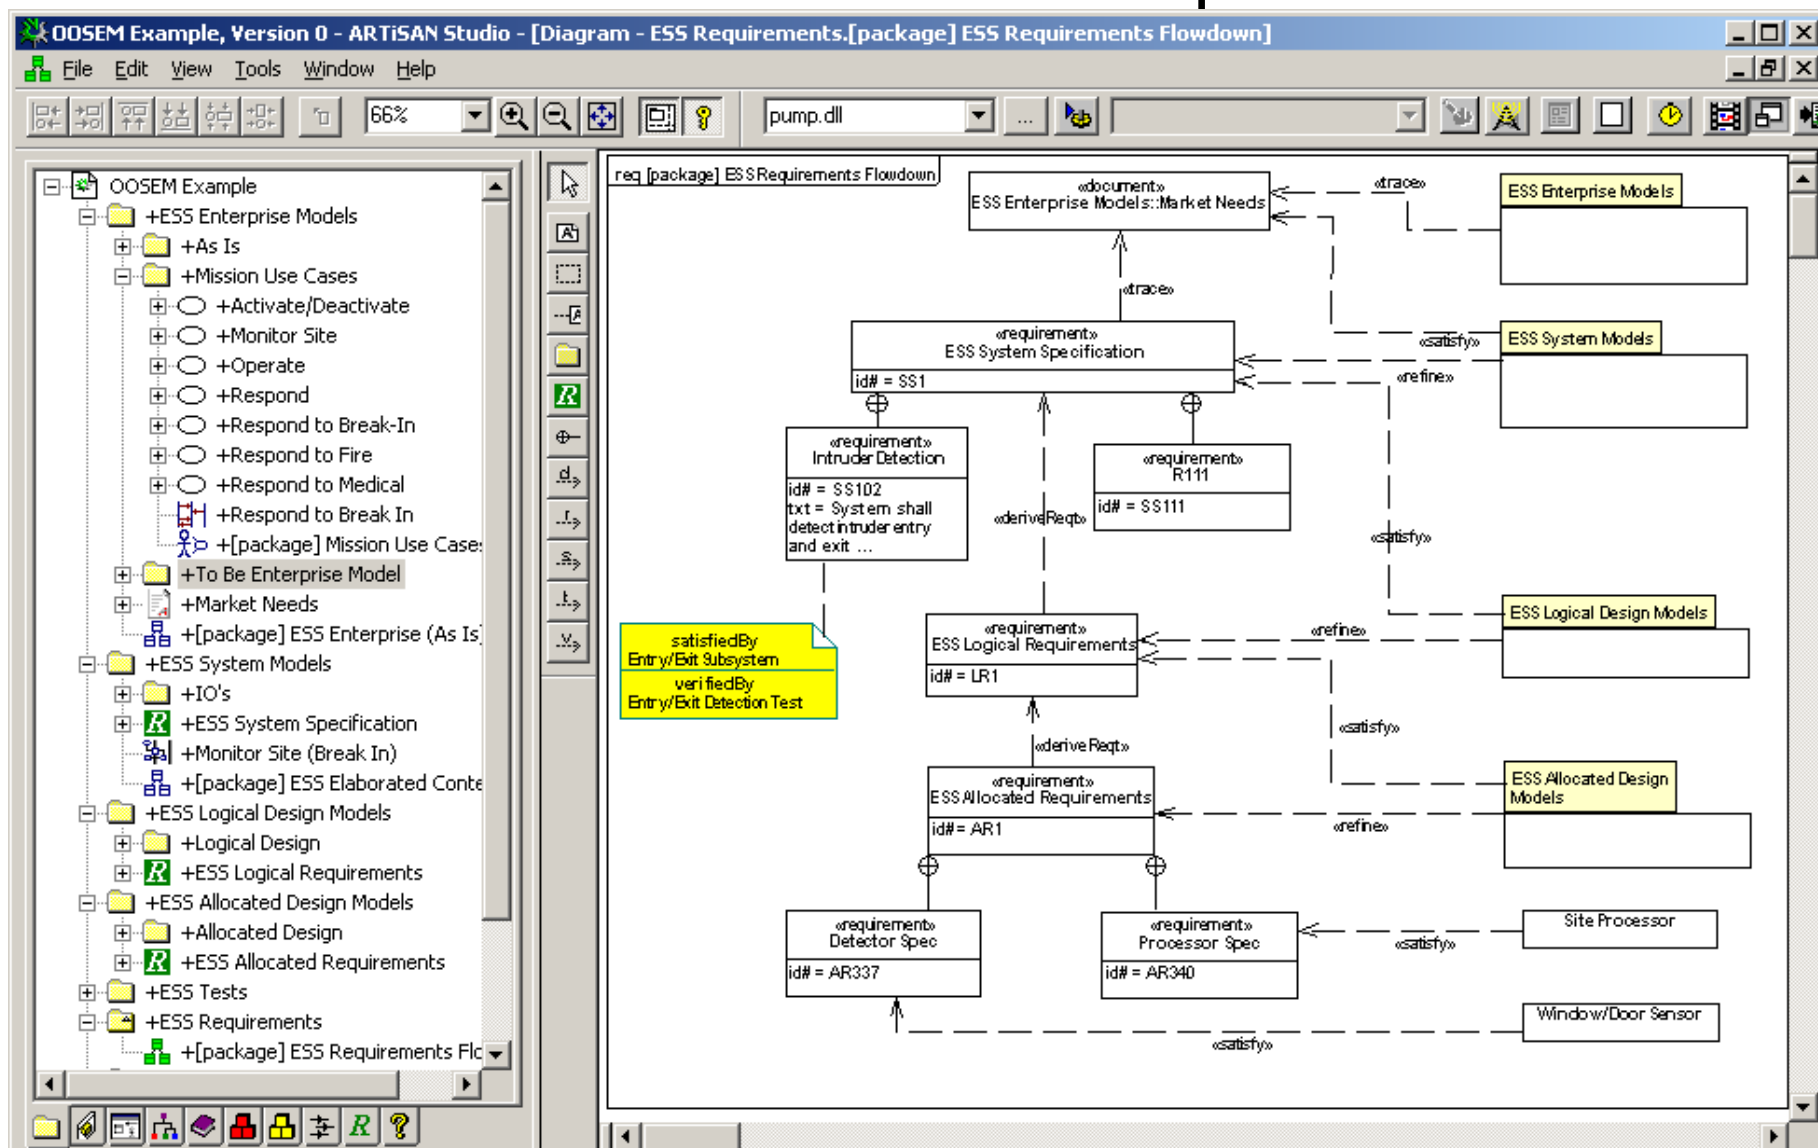 OOSEM Example, Version 0 - ARTiSAN Studio - [Diagram - ESS Requirements.[package] ESS Requirements Flowdown]
File Edit View Tools Window Help
66%
pump.dll
...
OOSEM Example
+ESS Enterprise Models
+As Is
+Mission Use Cases
+Activate/Deactivate
+Monitor Site
+Operate
+Respond
+Respond to Break-In
+Respond to Fire
+Respond to Medical
+Respond to Break In
+[package] Mission Use Cases
+To Be Enterprise Model
+Market Needs
+[package] ESS Enterprise (As Is)
+ESS System Models
+IO's
+ESS System Specification
+Monitor Site (Break In)
+[package] ESS Elaborated Conte
+ESS Logical Design Models
+Logical Design
+ESS Logical Requirements
+ESS Allocated Design Models
+Allocated Design
+ESS Allocated Requirements
+ESS Tests
+ESS Requirements
+[package] ESS Requirements Flo
req [package] ESS Requirements Flowdown
«document»
ESS Enterprise Models::Market Needs
«trace»
ESS Enterprise Models
«trace»
«requirement»
ESS System Specification
id# = SS1
«satisfy»
ESS System Models
«refine»
«requirement»
Intruder Detection
id# = SS102
txt = System shall
detect intruder entry
and exit ...
«requirement»
R111
id# = SS111
«deriveReqt»
«satisfy»
satisfiedBy
Entry/Exit Subsystem
verifiedBy
Entry/Exit Detection Test
«requirement»
ESS Logical Requirements
id# = LR1
«refine»
ESS Logical Design Models
«satisfy»
«deriveReqt»
«requirement»
ESS Allocated Requirements
id# = AR1
ESS Allocated Design
Models
«refine»
«requirement»
Detector Spec
id# = AR337
«requirement»
Processor Spec
id# = AR340
«satisfy»
Site Processor
Window/Door Sensor
«satisfy»